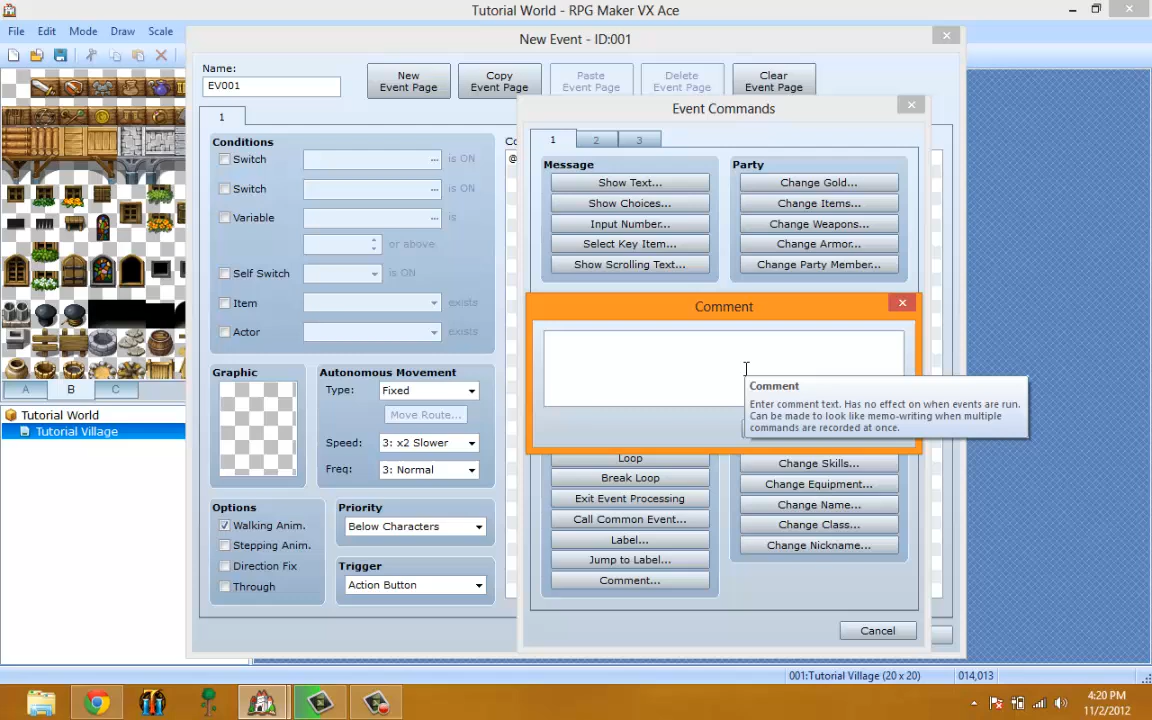 Tutorial World - RPG Maker VX Ace
File Edit Mode Draw Scale
New Event - ID:001
Name:
EV001
New Event Page
Copy Event Page
Paste Event Page
Delete Event Page
Clear Event Page
1
Conditions
Switch ... is ON
Switch ... is ON
Variable ... is
or above
Self Switch is ON
Item exists
Actor exists
Graphic
Autonomous Movement
Type: Fixed
Move Route...
Speed: 3: x2 Slower
Freq: 3: Normal
Options
Walking Anim.
Stepping Anim.
Direction Fix
Through
Priority
Below Characters
Trigger
Action Button
Co
@
Event Commands
1 2 3
Message
Show Text...
Show Choices...
Input Number...
Select Key Item...
Show Scrolling Text...
Party
Change Gold...
Change Items...
Change Weapons...
Change Armor...
Change Party Member...
Comment
Comment
Enter comment text. Has no effect on when events are run.
Can be made to look like memo-writing when multiple
commands are recorded at once.
Loop
Break Loop
Exit Event Processing
Call Common Event...
Label...
Jump to Label...
Comment...
Change Skills...
Change Equipment...
Change Name...
Change Class...
Change Nickname...
Cancel
A B C
Tutorial World
Tutorial Village
001:Tutorial Village (20 x 20) 014,013
4:20 PM
11/2/2012